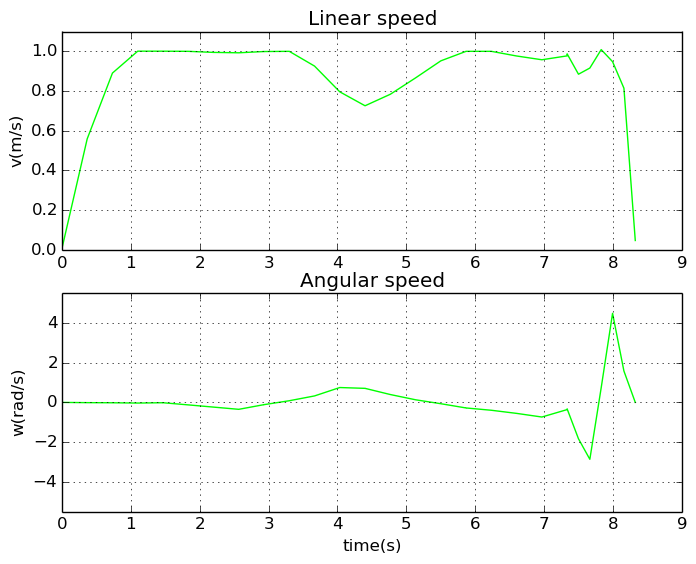 Linear speed
1.0
0.8
0.6
0.4
0.2
0.0
v(m/s)
0 1 2 3 4 5 6 7 8 9
Angular speed
4
2
0
−2
−4
w(rad/s)
0 1 2 3 4 5 6 7 8 9
time(s)